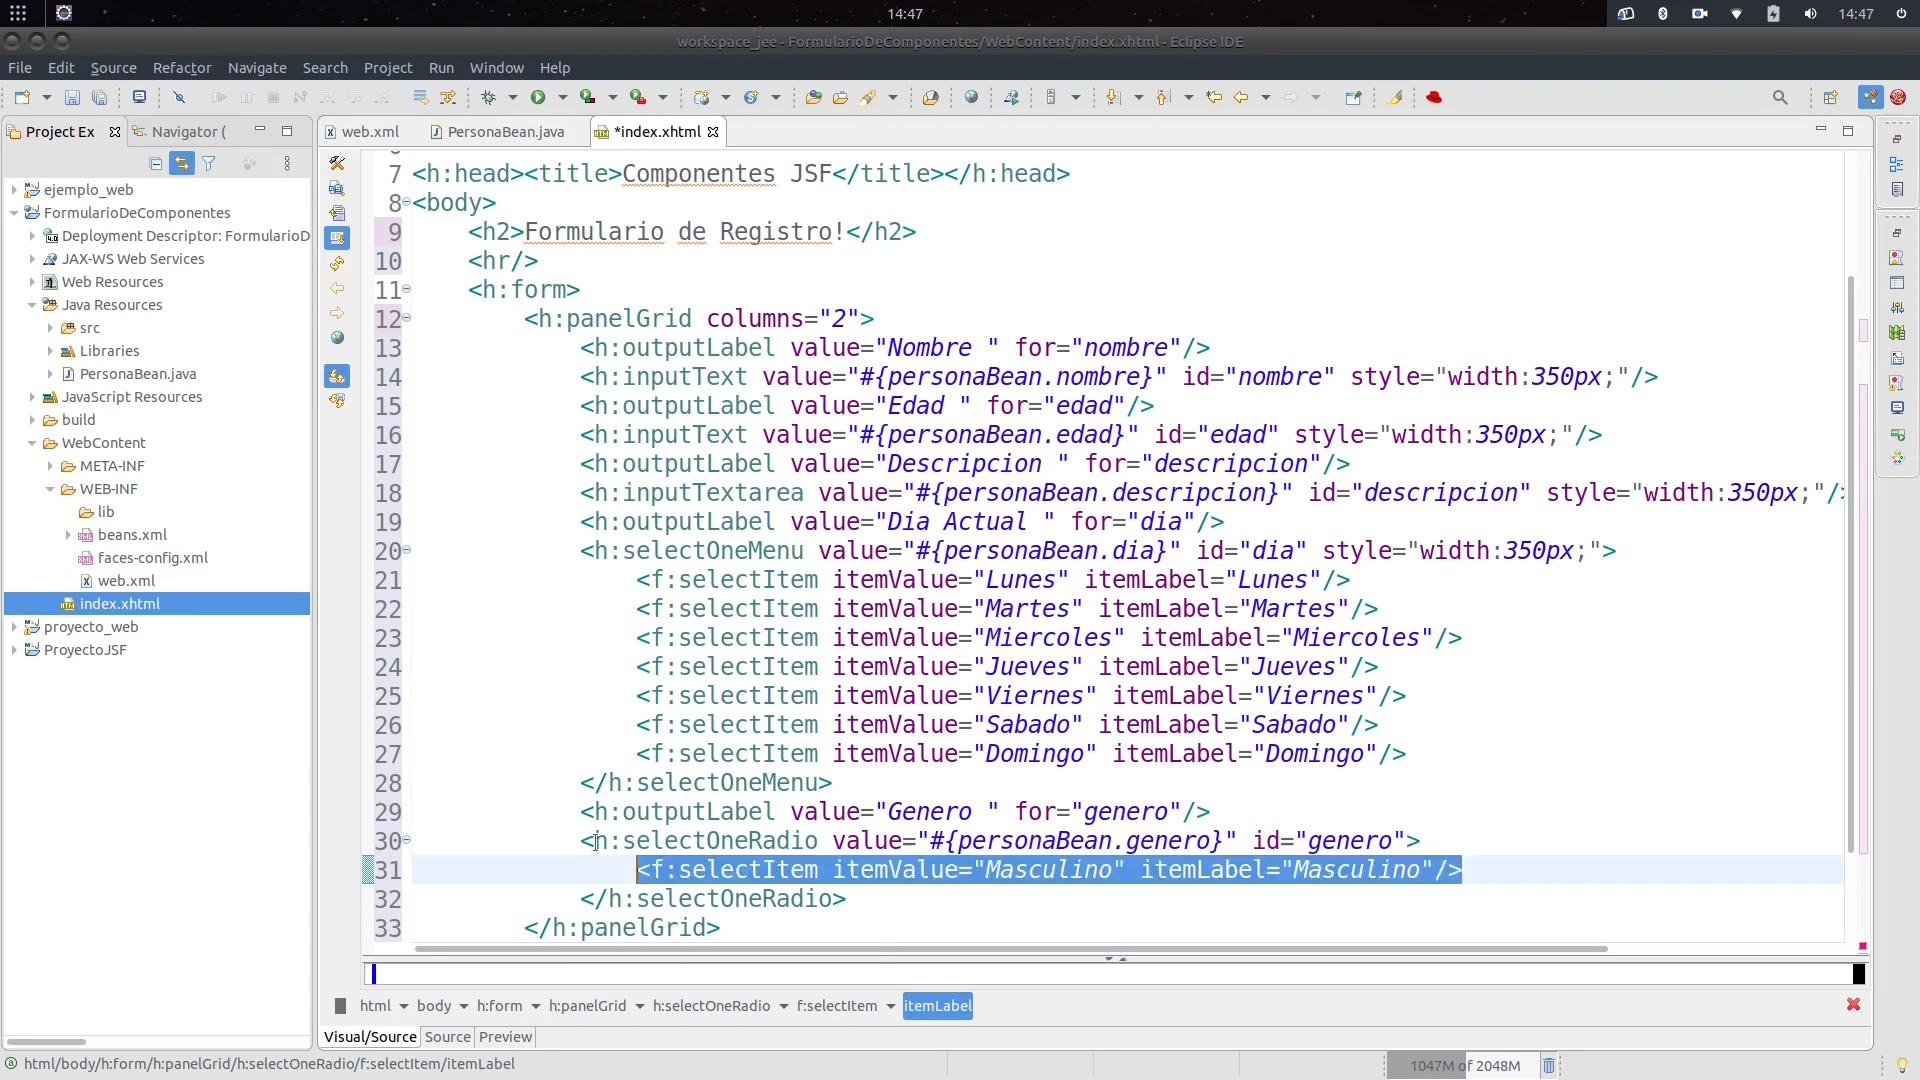 14:47
14:47
workspace_jee - FormularioDeComponentes/WebContent/index.xhtml - Eclipse IDE
File Edit Source Refactor Navigate Search Project Run Window Help
Project Ex Navigator (
web.xml PersonaBean.java *index.xhtml
ejemplo_web
FormularioDeComponentes
Deployment Descriptor: FormularioD
JAX-WS Web Services
Web Resources
Java Resources
src
Libraries
PersonaBean.java
JavaScript Resources
build
WebContent
META-INF
WEB-INF
lib
beans.xml
faces-config.xml
web.xml
index.xhtml
proyecto_web
ProyectoJSF
7 <h:head><title>Componentes JSF</title></h:head>
8 <body>
9 <h2>Formulario de Registro!</h2>
10 <hr/>
11 <h:form>
12 <h:panelGrid columns="2">
13 <h:outputLabel value="Nombre " for="nombre"/>
14 <h:inputText value="#{personaBean.nombre}" id="nombre" style="width:350px;"/>
15 <h:outputLabel value="Edad " for="edad"/>
16 <h:inputText value="#{personaBean.edad}" id="edad" style="width:350px;"/>
17 <h:outputLabel value="Descripcion " for="descripcion"/>
18 <h:inputTextarea value="#{personaBean.descripcion}" id="descripcion" style="width:350px;"/>
19 <h:outputLabel value="Dia Actual " for="dia"/>
20 <h:selectOneMenu value="#{personaBean.dia}" id="dia" style="width:350px;">
21 <f:selectItem itemValue="Lunes" itemLabel="Lunes"/>
22 <f:selectItem itemValue="Martes" itemLabel="Martes"/>
23 <f:selectItem itemValue="Miercoles" itemLabel="Miercoles"/>
24 <f:selectItem itemValue="Jueves" itemLabel="Jueves"/>
25 <f:selectItem itemValue="Viernes" itemLabel="Viernes"/>
26 <f:selectItem itemValue="Sabado" itemLabel="Sabado"/>
27 <f:selectItem itemValue="Domingo" itemLabel="Domingo"/>
28 </h:selectOneMenu>
29 <h:outputLabel value="Genero " for="genero"/>
30 <h:selectOneRadio value="#{personaBean.genero}" id="genero">
31 <f:selectItem itemValue="Masculino" itemLabel="Masculino"/>
32 </h:selectOneRadio>
33 </h:panelGrid>
html body h:form h:panelGrid h:selectOneRadio f:selectItem itemLabel
Visual/Source Source Preview
html/body/h:form/h:panelGrid/h:selectOneRadio/f:selectItem/itemLabel
1047M of 2048M